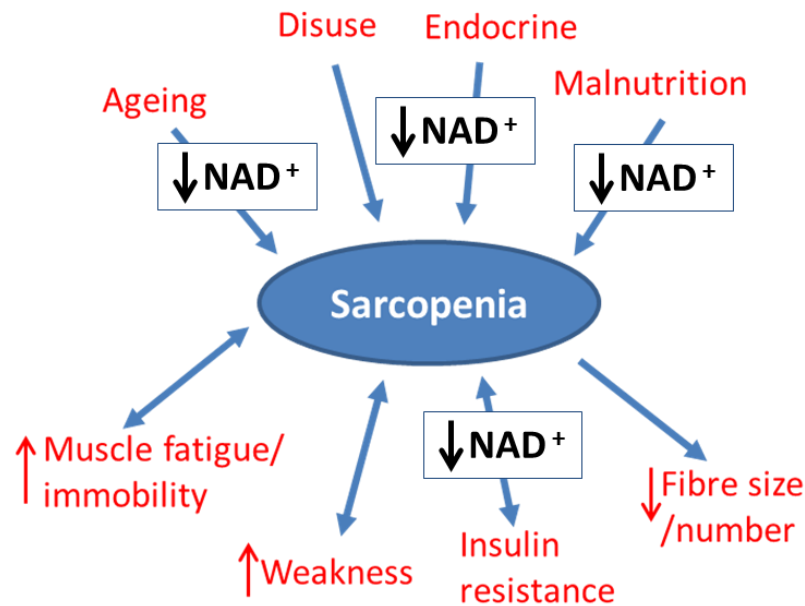 Disuse
Endocrine
Ageing
Malnutrition
↓NAD⁺
↓NAD⁺
↓NAD⁺
Sarcopenia
↓NAD⁺
↑Muscle fatigue/
immobility
↓Fibre size
/number
↑Weakness
Insulin
resistance